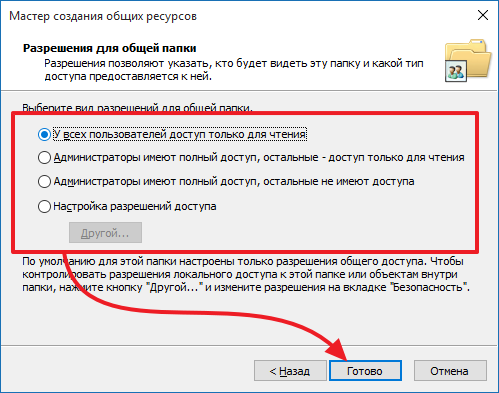 Мастер создания общих ресурсов
Разрешения для общей папки
Разрешения позволяют указать, кто будет видеть эту папку и какой тип
доступа предоставляется к ней.
Выберите вид разрешений для общей папки.
У всех пользователей доступ только для чтения
Администраторы имеют полный доступ, остальные - доступ только для чтения
Администраторы имеют полный доступ, остальные не имеют доступа
Настройка разрешений доступа
Другой...
По умолчанию для этой папки настроены только разрешения общего доступа. Чтобы
контролировать разрешения локального доступа к этой папке или объектам внутри
папки, нажмите кнопку "Другой..." и измените разрешения на вкладке "Безопасность".
< Назад
Готово
Отмена